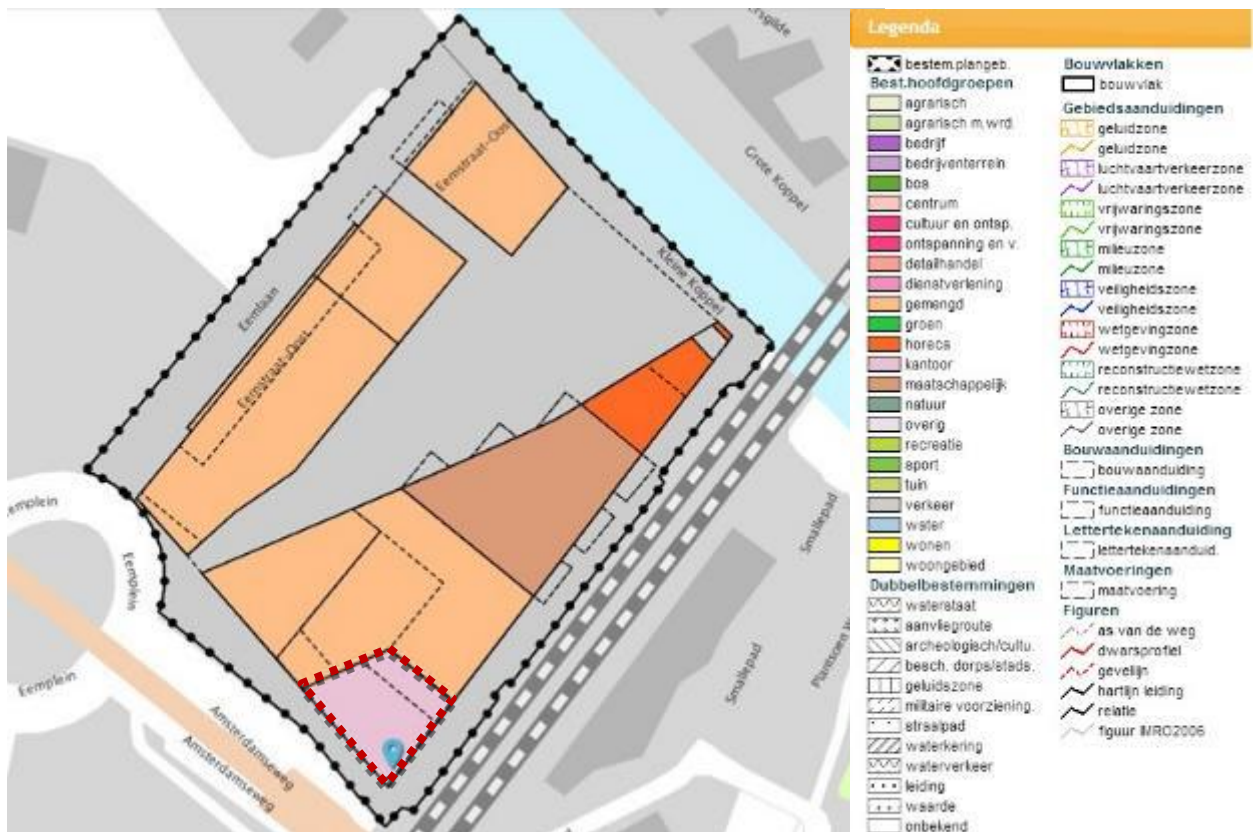 ersgilde
Grote Koppel
Eemstraat-Oost
Kleine Koppel
Eemlaan
Eemstraat-Oost
Smallepad
emplein
Eemplein
Eemplein
Smallepad
Plantsoen W
Amsterdamseweg
Amsterdamseweg
Legenda
bestem.plangeb.
Best.hoofdgroepen
agrarisch
agrarisch m.wrd.
bedrijf
bedrijventerrein
bos
centrum
cultuur en ontsp.
ontspanning en v.
detailhandel
dienstverlening
gemengd
groen
horeca
kantoor
maatschappelijk
natuur
overig
recreatie
sport
tuin
verkeer
water
wonen
woongebied
Dubbelbestemmingen
waterstaat
aanvliegroute
archeologisch/cultu.
besch. dorps/stads.
geluidszone
militaire voorziening.
straalpad
waterkering
waterverkeer
leiding
waarde
onbekend
Bouwvlakken
bouwvlak
Gebiedsaanduidingen
geluidzone
geluidzone
luchtvaartverkeerzone
luchtvaartverkeerzone
vrijwaringszone
vrijwaringszone
milieuzone
milieuzone
veiligheidszone
veiligheidszone
wetgevingzone
wetgevingzone
reconstructiewetzone
reconstructiewetzone
overige zone
overige zone
Bouwaanduidingen
bouwaanduiding
Functieaanduidingen
functieaanduiding
Lettertekenaanduiding
lettertekenaanduid.
Maatvoeringen
maatvoering
Figuren
as van de weg
dwarsprofiel
gevellijn
hartlijn leiding
relatie
figuur IMRO2006